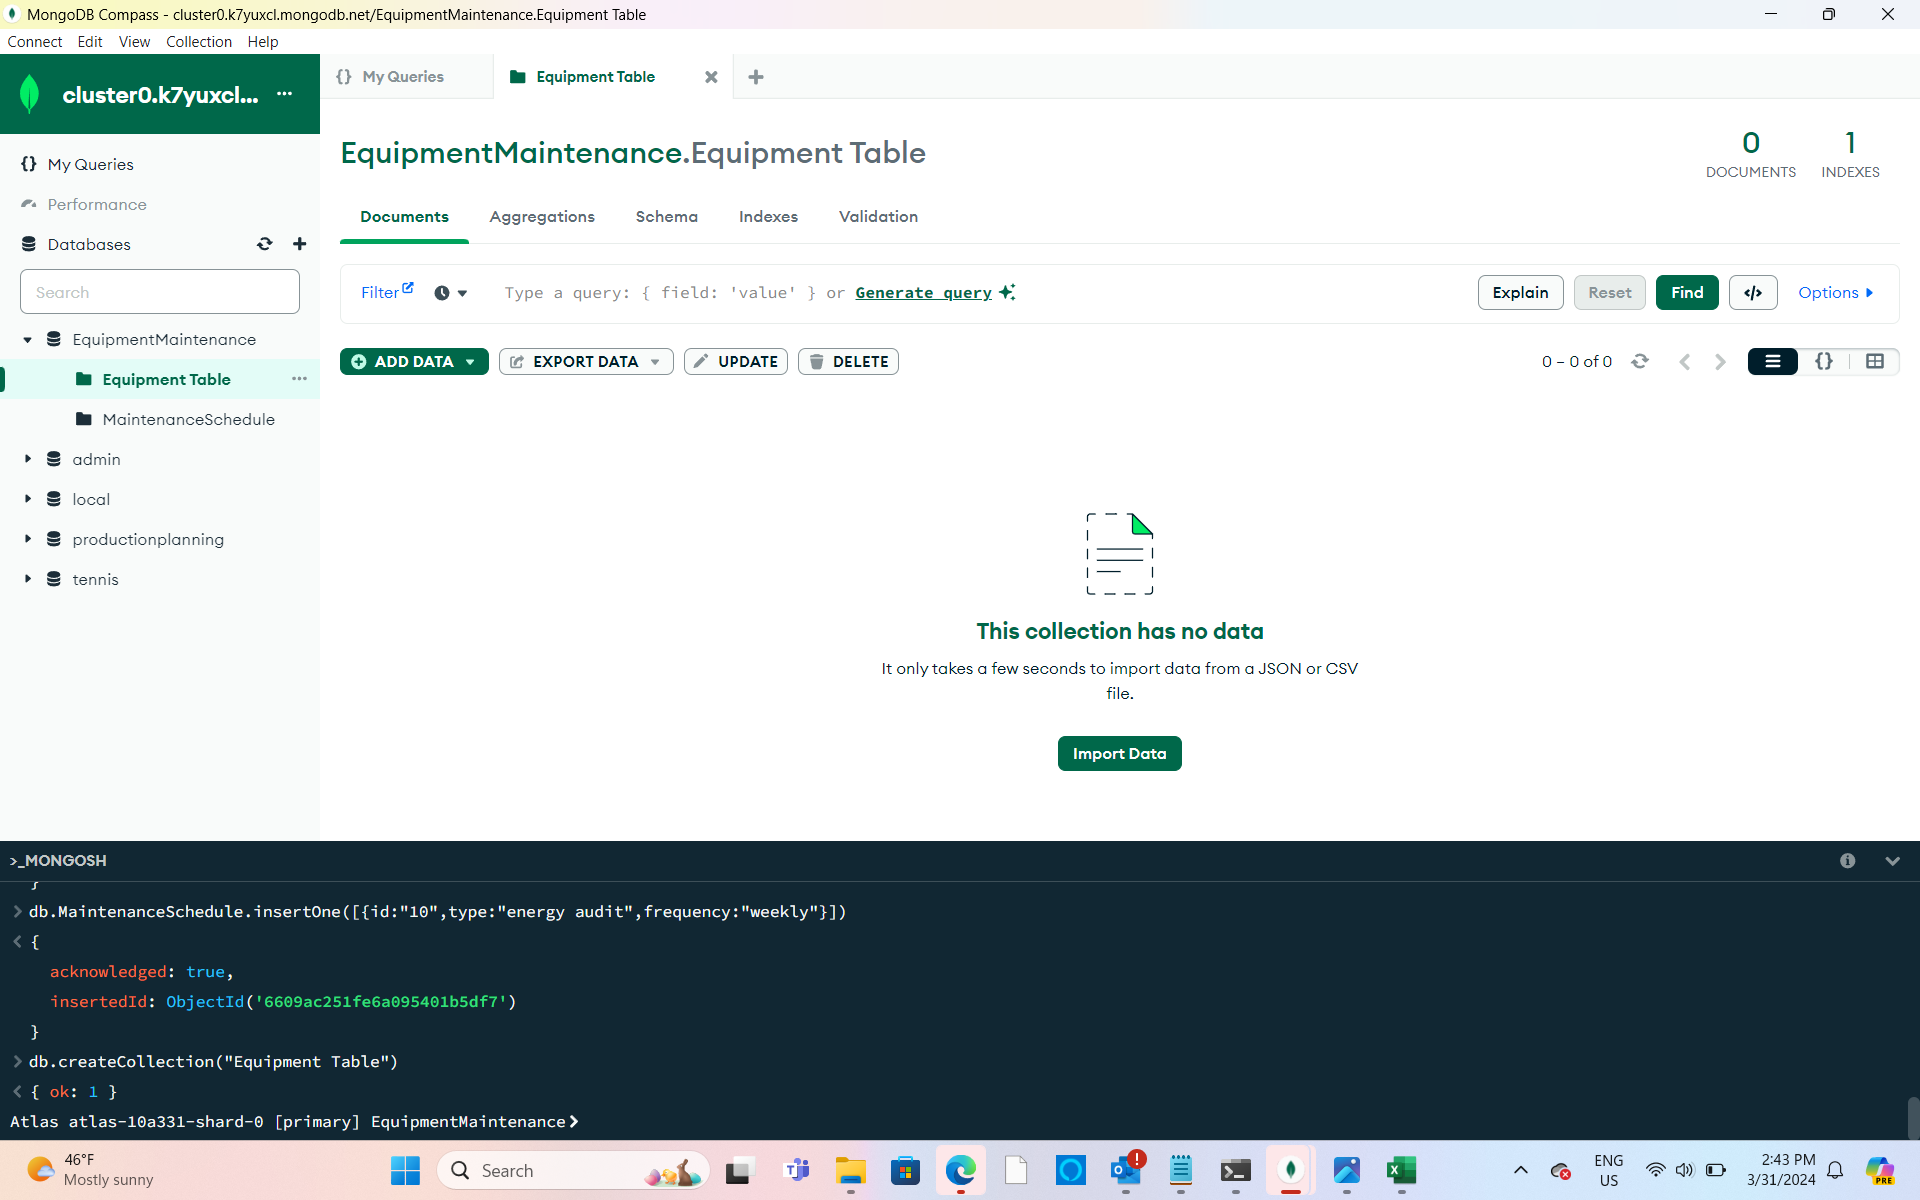 MongoDB Compass - cluster0.k7yuxcl.mongodb.net/EquipmentMaintenance.Equipment Table
Connect Edit View Collection Help
cluster0.k7yuxcl... ...
{} My Queries
Equipment Table
My Queries
Performance
Databases
Search
EquipmentMaintenance
Equipment Table ...
MaintenanceSchedule
admin
local
productionplanning
tennis
EquipmentMaintenance.Equipment Table
0 DOCUMENTS
1 INDEXES
Documents Aggregations Schema Indexes Validation
Filter Type a query: { field: 'value' } or Generate query Explain Reset Find </> Options
ADD DATA EXPORT DATA UPDATE DELETE 0 – 0 of 0 {}
This collection has no data
It only takes a few seconds to import data from a JSON or CSV
file.
Import Data
>_MONGOSH
}
> db.MaintenanceSchedule.insertOne([{id:"10",type:"energy audit",frequency:"weekly"}])
< {
acknowledged: true,
insertedId: ObjectId('6609ac251fe6a095401b5df7')
}
> db.createCollection("Equipment Table")
< { ok: 1 }
Atlas atlas-10a331-shard-0 [primary] EquipmentMaintenance>
46°F
Mostly sunny
Search
ENG
US
2:43 PM
3/31/2024
PRE